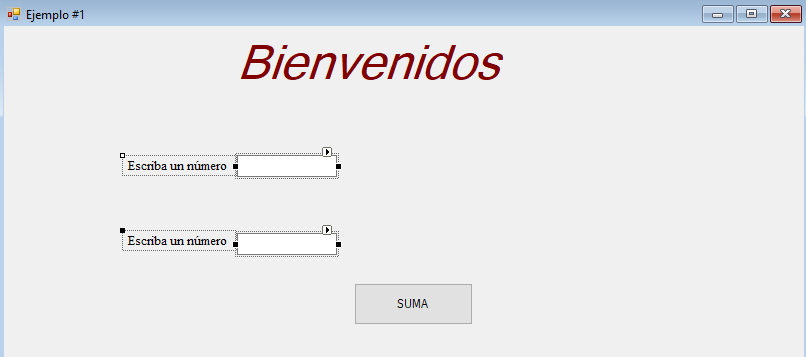 Ejemplo #1
Bienvenidos
Escriba un número
Escriba un número
SUMA